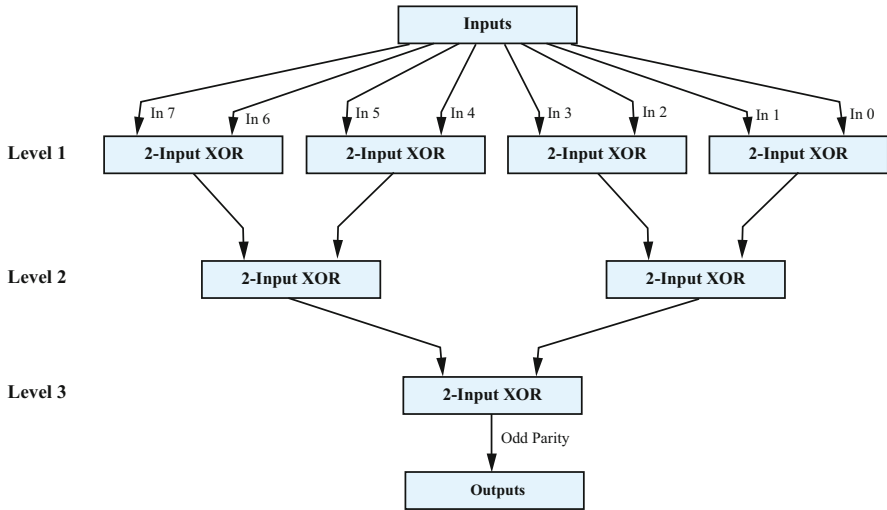 Inputs
In 7
In 6
In 5
In 4
In 3
In 2
In 1
In 0
Level 1
2-Input XOR
2-Input XOR
2-Input XOR
2-Input XOR
Level 2
2-Input XOR
2-Input XOR
Level 3
2-Input XOR
Odd Parity
Outputs